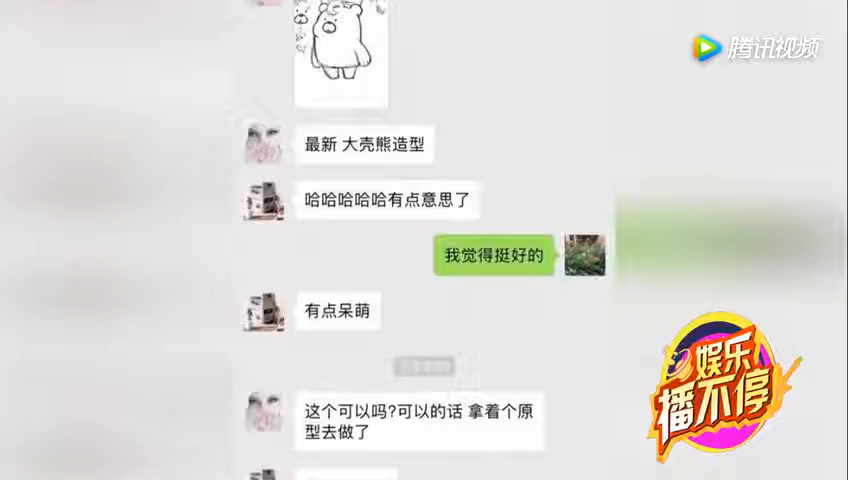 腾讯视频
最新 大壳熊造型
哈哈哈哈哈有点意思了
我觉得挺好的
有点呆萌
这个可以吗?可以的话 拿着个原
型去做了
娱乐
播不停